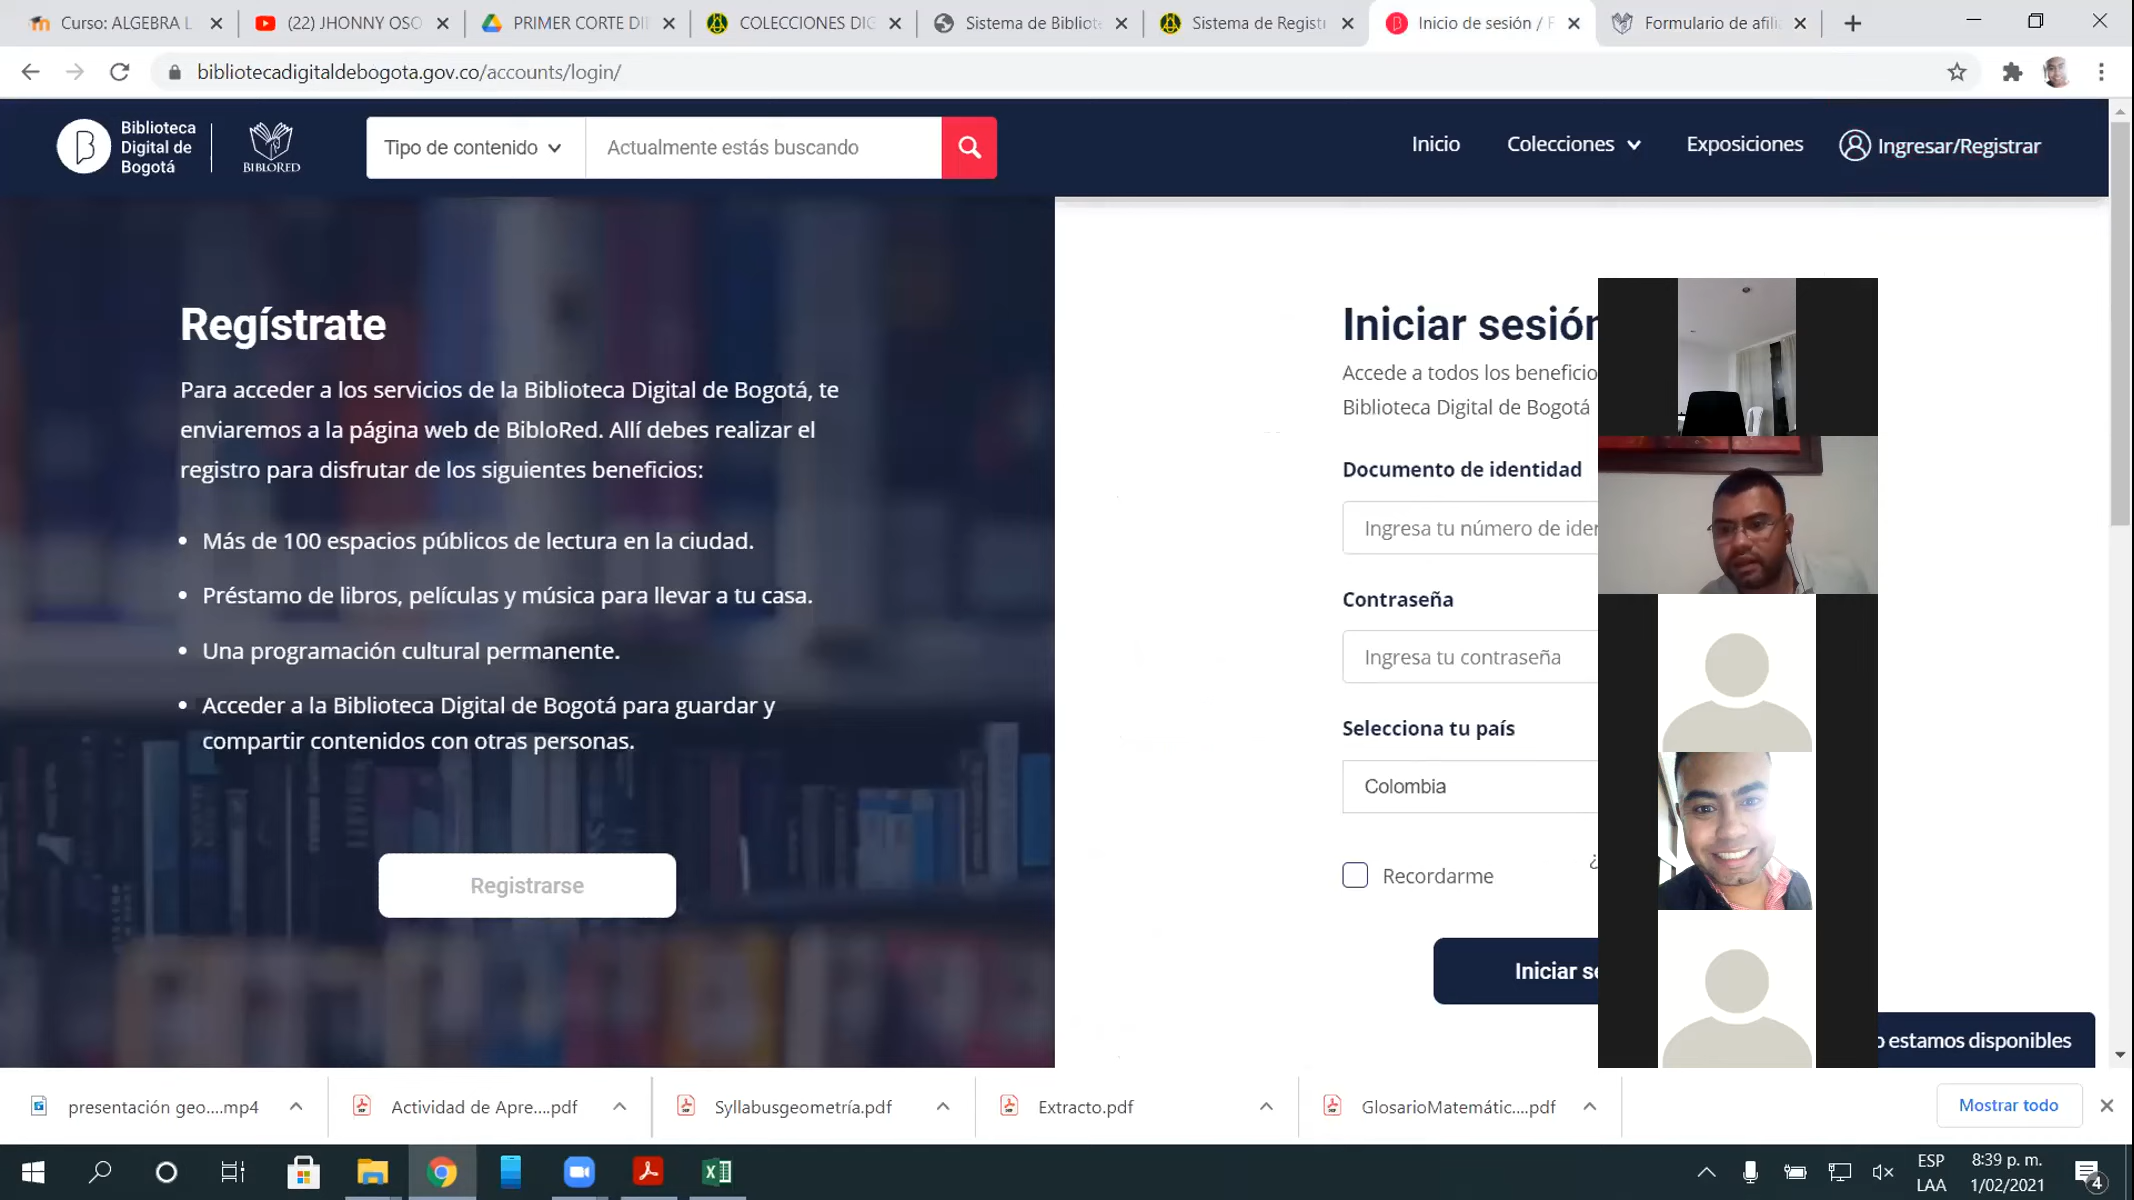 Curso: ALGEBRA L
(22) JHONNY OSO
PRIMER CORTE DI
COLECCIONES DIG
Sistema de Bibliote
Sistema de Registr
Inicio de sesión / F
Formulario de afilia
bibliotecadigitaldebogota.gov.co/accounts/login/
Biblioteca
Digital de
Bogotá
BIBLORED
Tipo de contenido
Actualmente estás buscando
Inicio
Colecciones
Exposiciones
Ingresar/Registrar
Regístrate
Para acceder a los servicios de la Biblioteca Digital de Bogotá, te
enviaremos a la página web de BibloRed. Allí debes realizar el
registro para disfrutar de los siguientes beneficios:
• Más de 100 espacios públicos de lectura en la ciudad.
• Préstamo de libros, películas y música para llevar a tu casa.
• Una programación cultural permanente.
• Acceder a la Biblioteca Digital de Bogotá para guardar y
compartir contenidos con otras personas.
Registrarse
Iniciar sesión
Accede a todos los beneficio
Biblioteca Digital de Bogotá
Documento de identidad
Ingresa tu número de iden
Contraseña
Ingresa tu contraseña
Selecciona tu país
Colombia
¿
Recordarme
Iniciar se
o estamos disponibles
presentación geo....mp4
Actividad de Apre....pdf
Syllabusgeometría.pdf
Extracto.pdf
GlosarioMatemátic....pdf
Mostrar todo
ESP
LAA
8:39 p. m.
1/02/2021
4